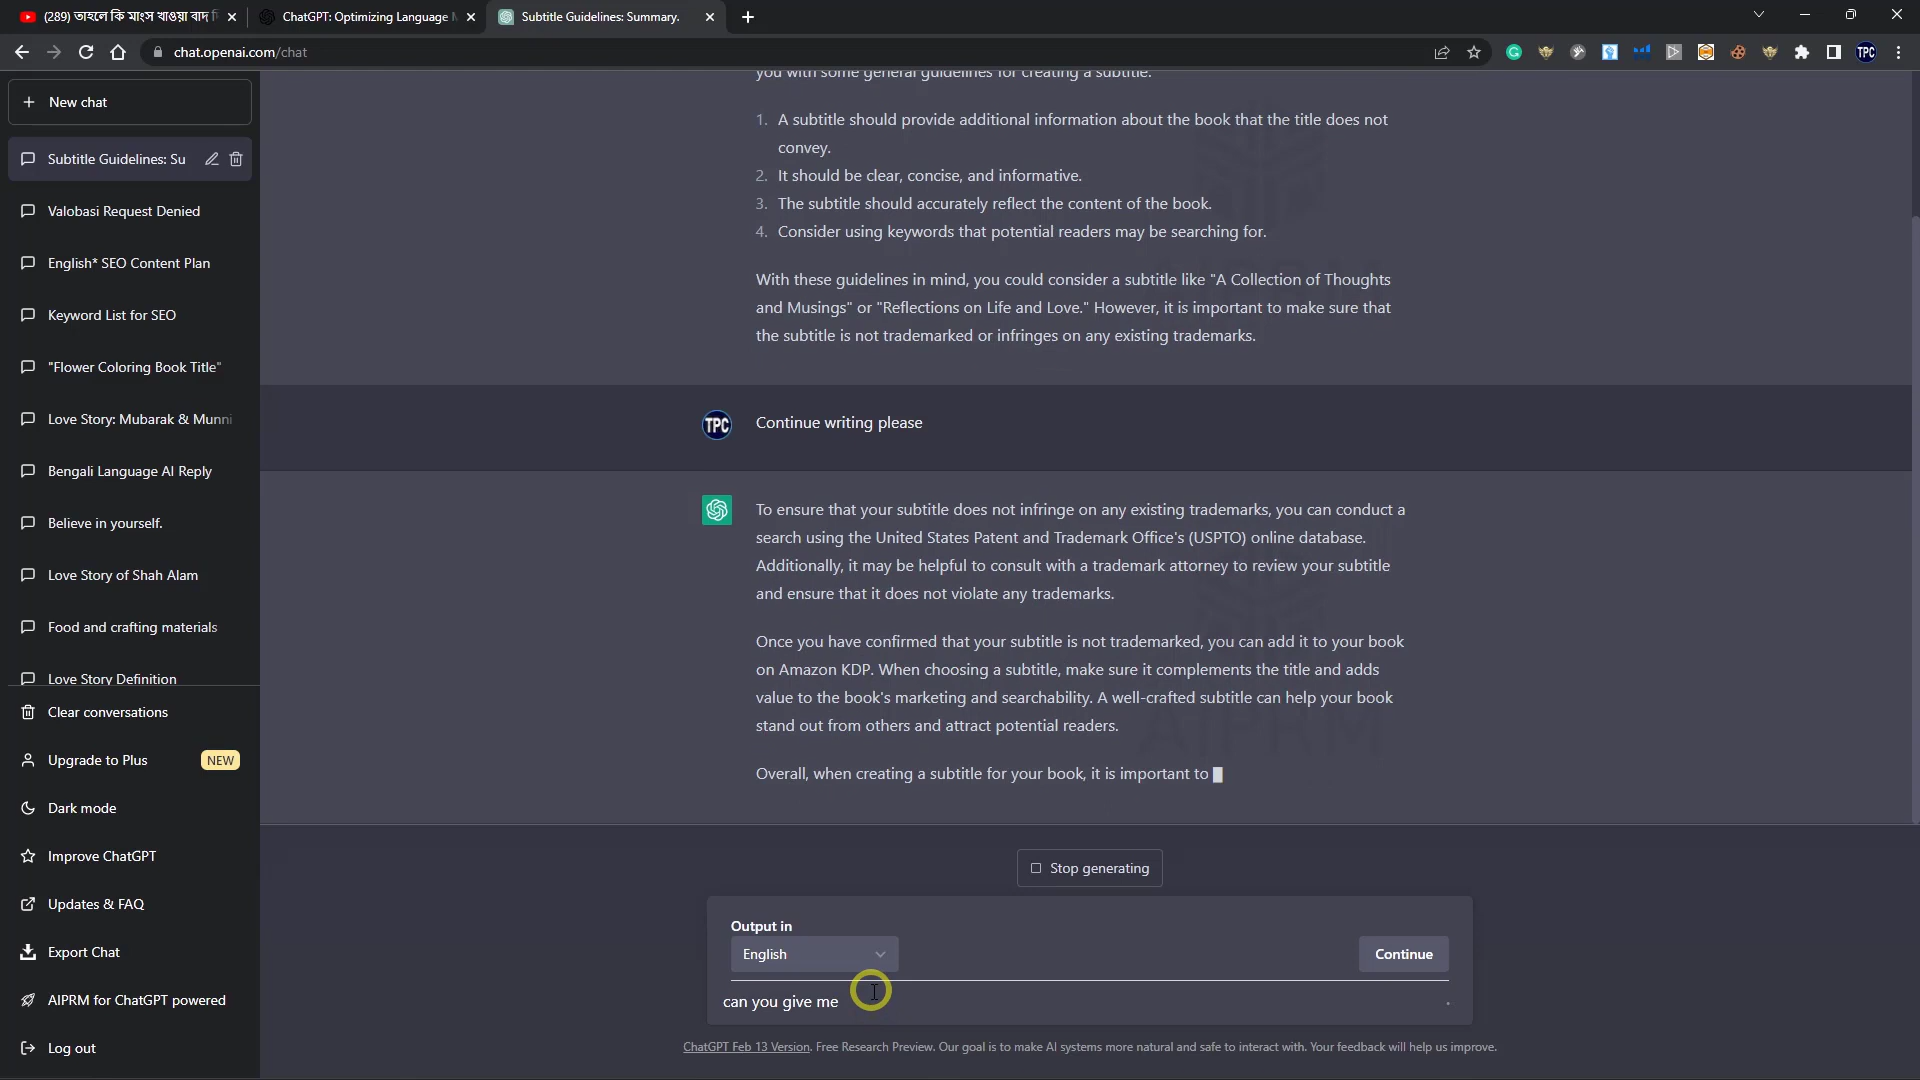 (289) তাহলে কি মাংস খাওয়া বাদ
ChatGPT: Optimizing Language
Subtitle Guidelines: Summary.
chat.openai.com/chat
TPC
New chat
Subtitle Guidelines: Su
Valobasi Request Denied
English* SEO Content Plan
Keyword List for SEO
"Flower Coloring Book Title"
Love Story: Mubarak & Munni
Bengali Language AI Reply
Believe in yourself.
Love Story of Shah Alam
Food and crafting materials
Love Story Definition
Clear conversations
Upgrade to Plus NEW
Dark mode
Improve ChatGPT
Updates & FAQ
Export Chat
AIPRM for ChatGPT powered
Log out
you with some general guidelines for creating a subtitle.
1. A subtitle should provide additional information about the book that the title does not
convey.
2. It should be clear, concise, and informative.
3. The subtitle should accurately reflect the content of the book.
4. Consider using keywords that potential readers may be searching for.
With these guidelines in mind, you could consider a subtitle like "A Collection of Thoughts
and Musings" or "Reflections on Life and Love." However, it is important to make sure that
the subtitle is not trademarked or infringes on any existing trademarks.
AIPRM
TPC
Continue writing please
To ensure that your subtitle does not infringe on any existing trademarks, you can conduct a
search using the United States Patent and Trademark Office's (USPTO) online database.
Additionally, it may be helpful to consult with a trademark attorney to review your subtitle
and ensure that it does not violate any trademarks.
Once you have confirmed that your subtitle is not trademarked, you can add it to your book
on Amazon KDP. When choosing a subtitle, make sure it complements the title and adds
value to the book's marketing and searchability. A well-crafted subtitle can help your book
stand out from others and attract potential readers.
AIPRM
Overall, when creating a subtitle for your book, it is important to
Stop generating
Output in
English
Continue
can you give me
ChatGPT Feb 13 Version. Free Research Preview. Our goal is to make AI systems more natural and safe to interact with. Your feedback will help us improve.